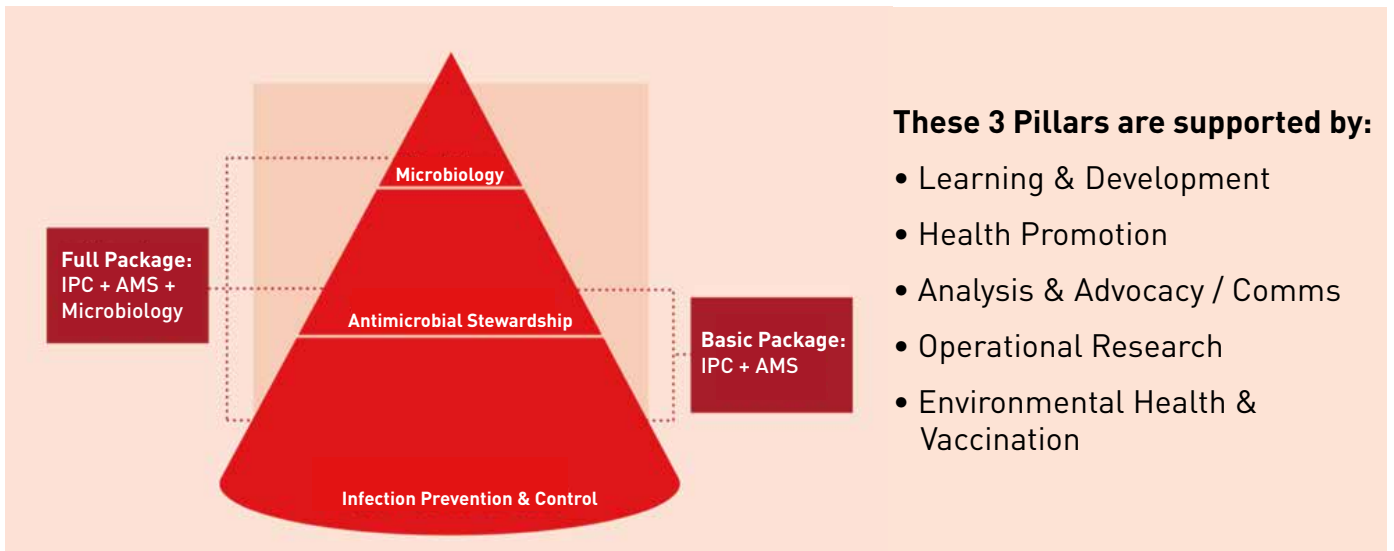 Microbiology
Full Package:
IPC + AMS +
Microbiology
Antimicrobial Stewardship
Basic Package:
IPC + AMS
Infection Prevention & Control
These 3 Pillars are supported by:
• Learning & Development
• Health Promotion
• Analysis & Advocacy / Comms
• Operational Research
• Environmental Health &
Vaccination